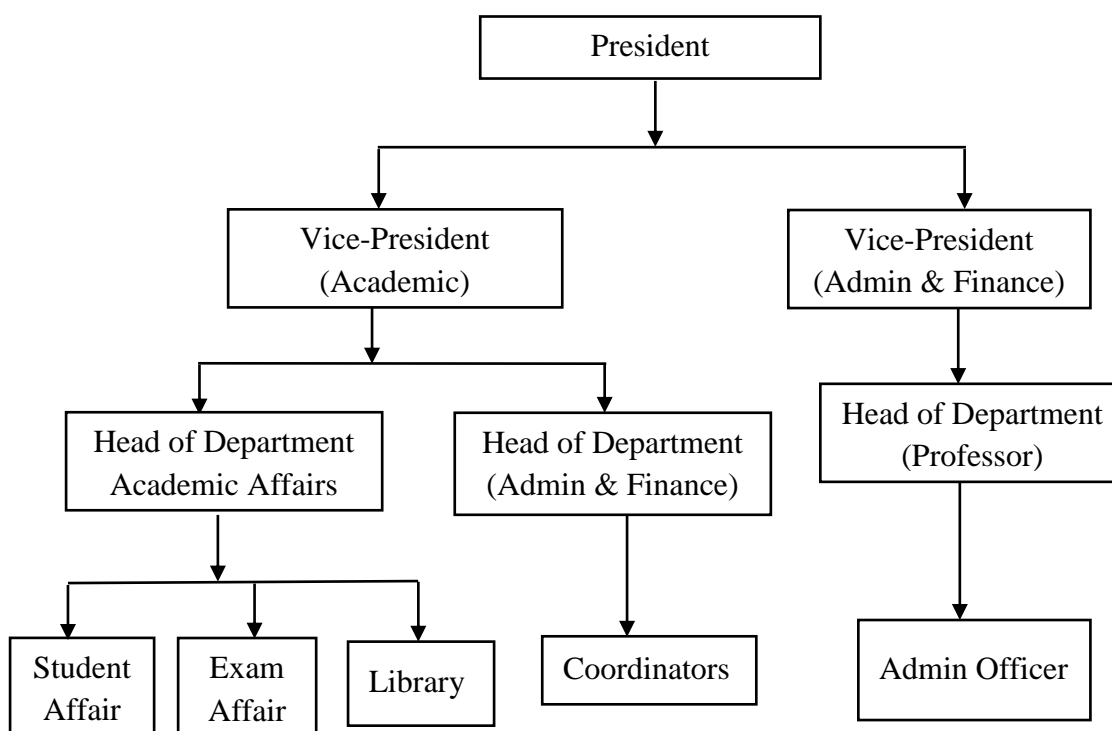 President
Vice-President
(Academic)
Vice-President
(Admin & Finance)
Head of Department
Academic Affairs
Head of Department
(Admin & Finance)
Head of Department
(Professor)
Student
Affair
Exam
Affair
Library
Coordinators
Admin Officer